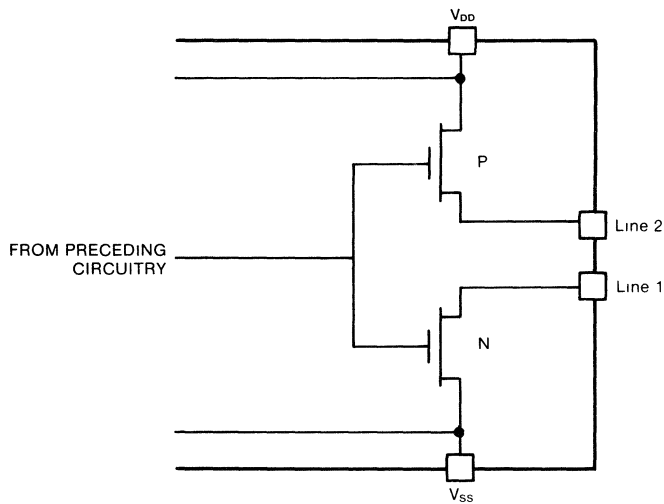 VDD
P
Line 2
FROM PRECEDING
CIRCUITRY
Line 1
N
VSS